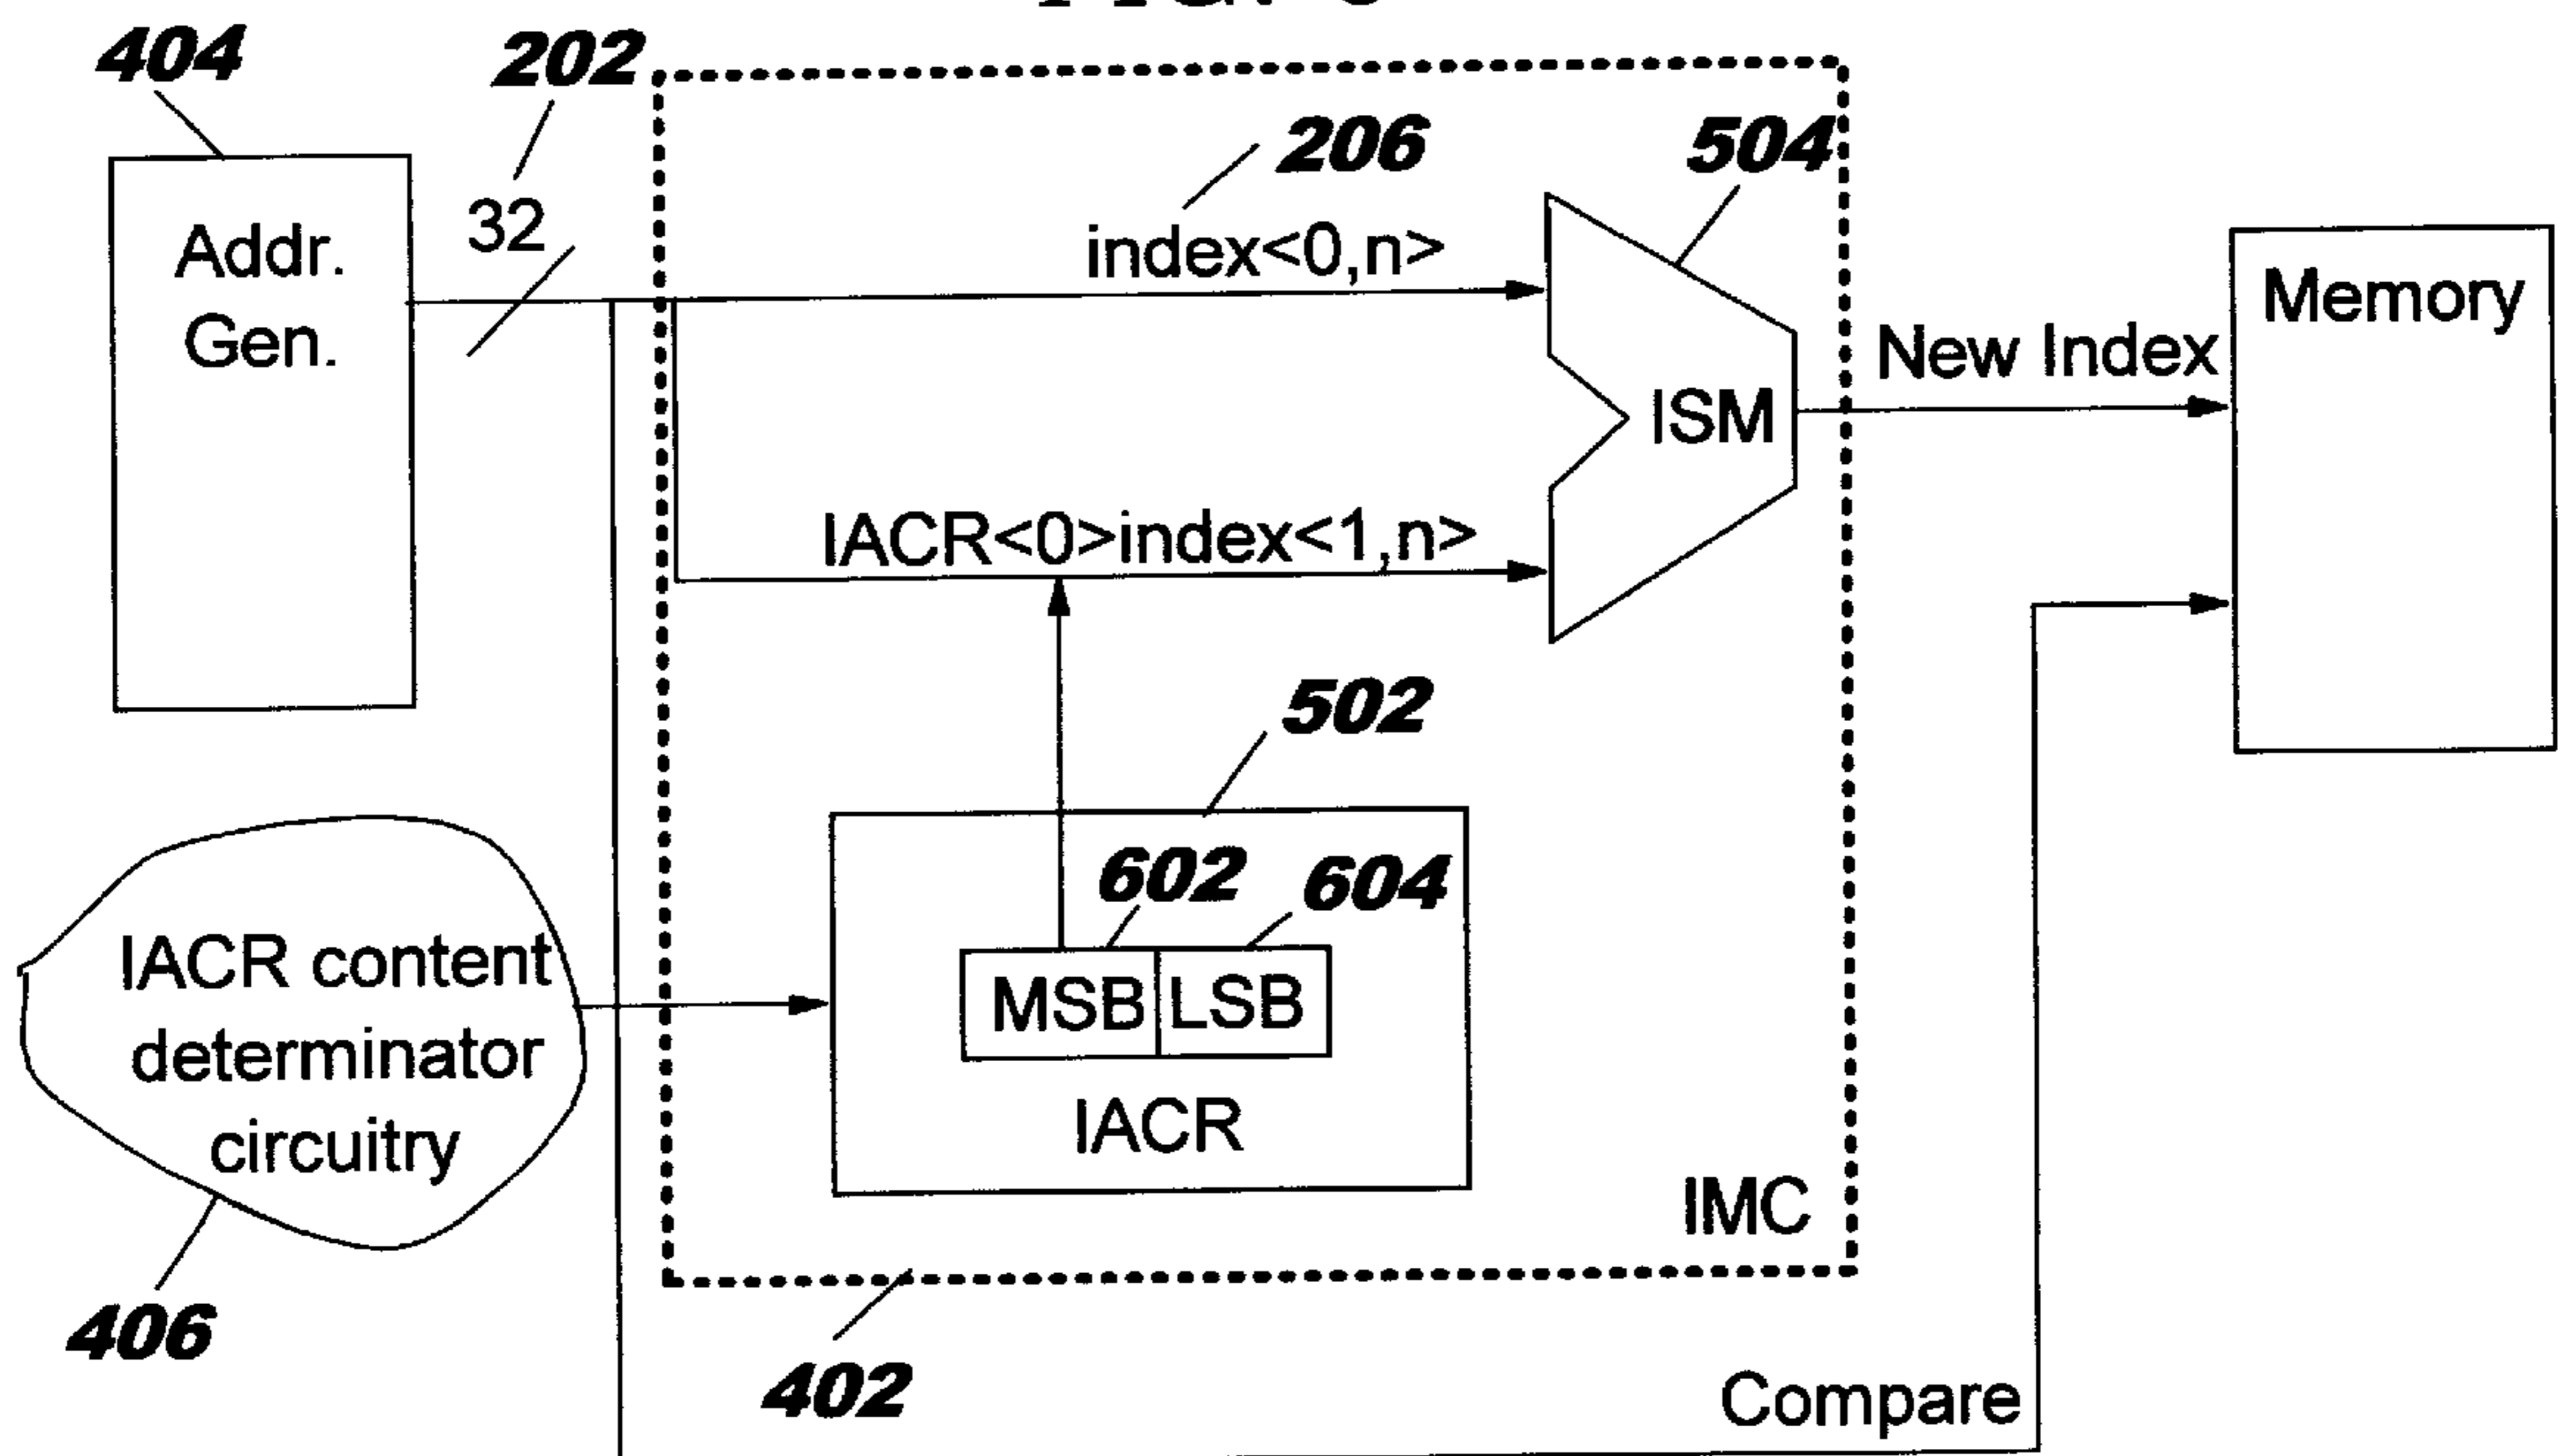 404
202
206
504
Addr.
Gen.
32
index<0,n>
Memory
New Index
ISM
IACR<0>index<1,n>
502
602
604
MSB
LSB
IACR
IACR content
determinator
circuitry
IMC
406
402
Compare